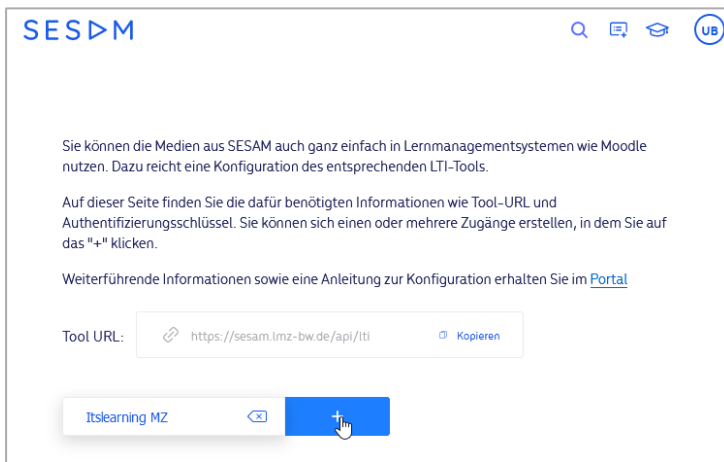 SESAM
UB
Sie können die Medien aus SESAM auch ganz einfach in Lernmanagementsystemen wie Moodle
nutzen. Dazu reicht eine Konfiguration des entsprechenden LTI-Tools.
Auf dieser Seite finden Sie die dafür benötigten Informationen wie Tool-URL und
Authentifizierungsschlüssel. Sie können sich einen oder mehrere Zugänge erstellen, in dem Sie auf
das "+" klicken.
Weiterführende Informationen sowie eine Anleitung zur Konfiguration erhalten Sie im Portal
Tool URL: https://sesam.lmz-bw.de/api/lti Kopieren
Itslearning MZ +